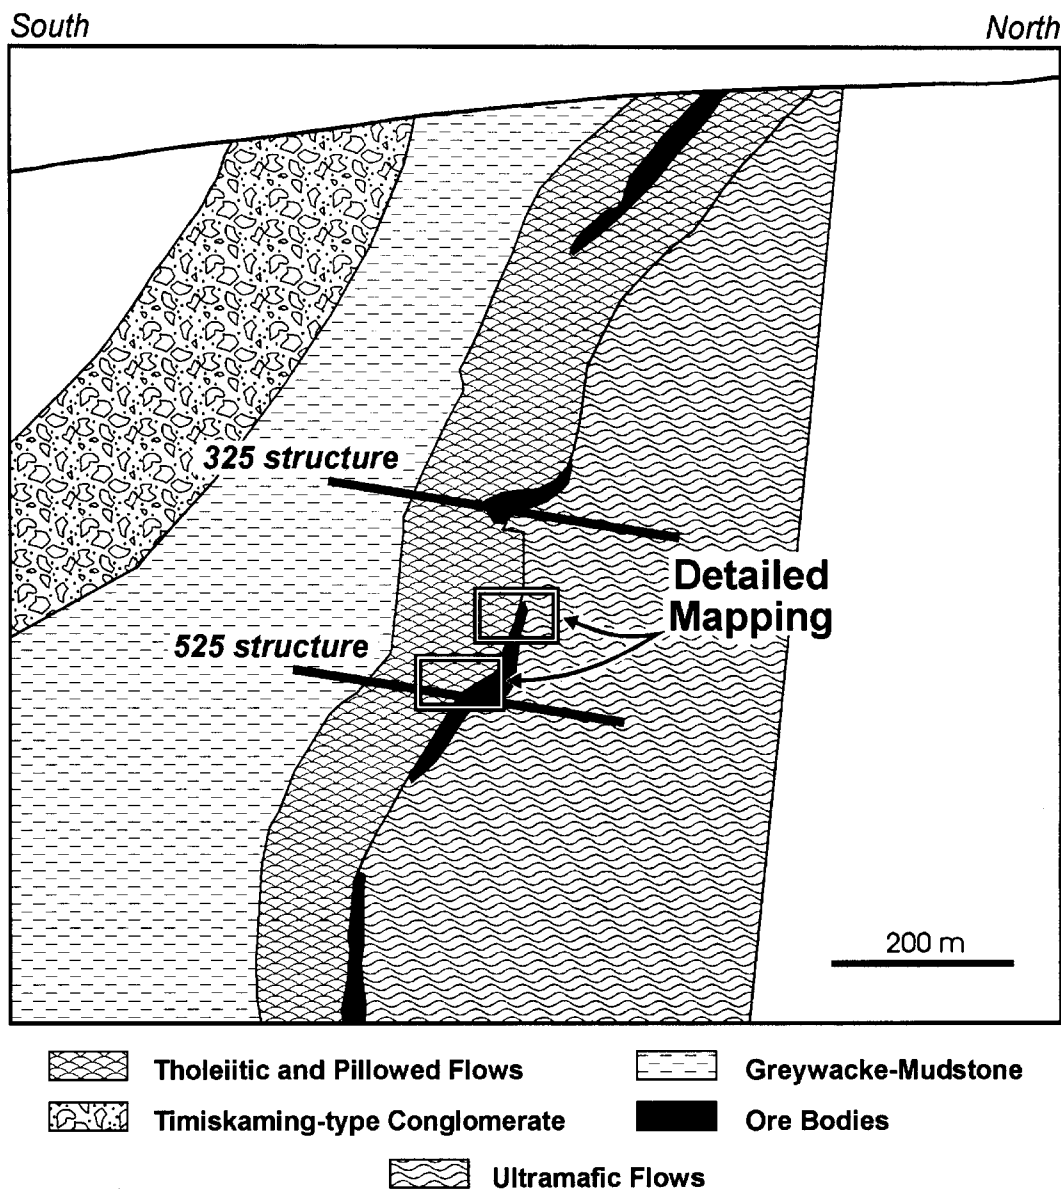 South
North
325 structure
Detailed
Mapping
525 structure
200 m
Tholeiitic and Pillowed Flows
Greywacke-Mudstone
Timiskaming-type Conglomerate
Ore Bodies
Ultramafic Flows